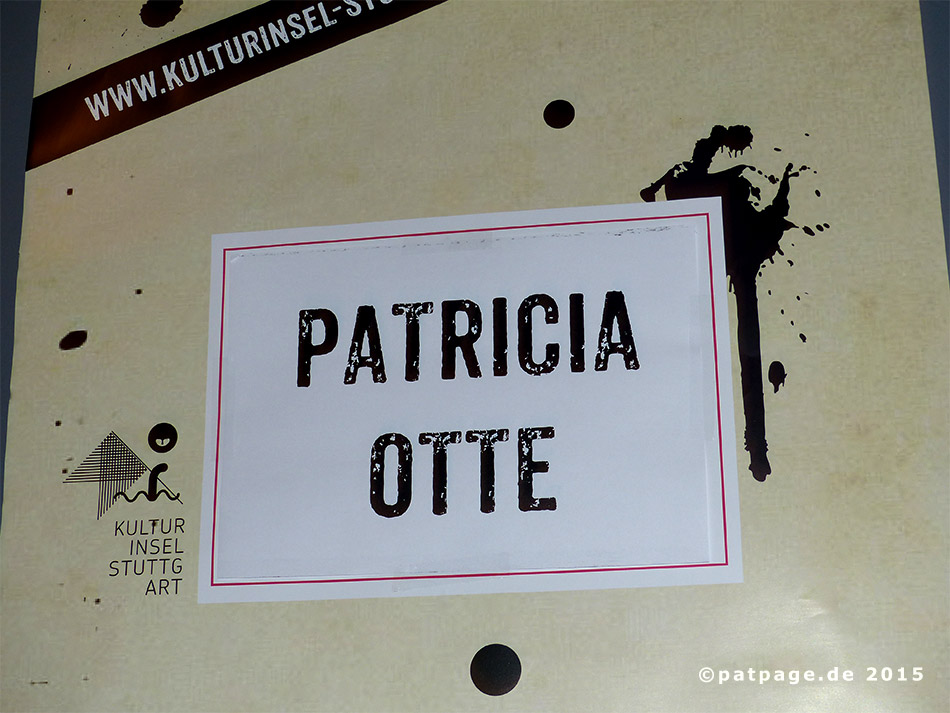 WWW.KULTURINSEL-STU
PATRICIA
OTTE
KULTUR
INSEL
STUTTG
ART
©patpage.de 2015